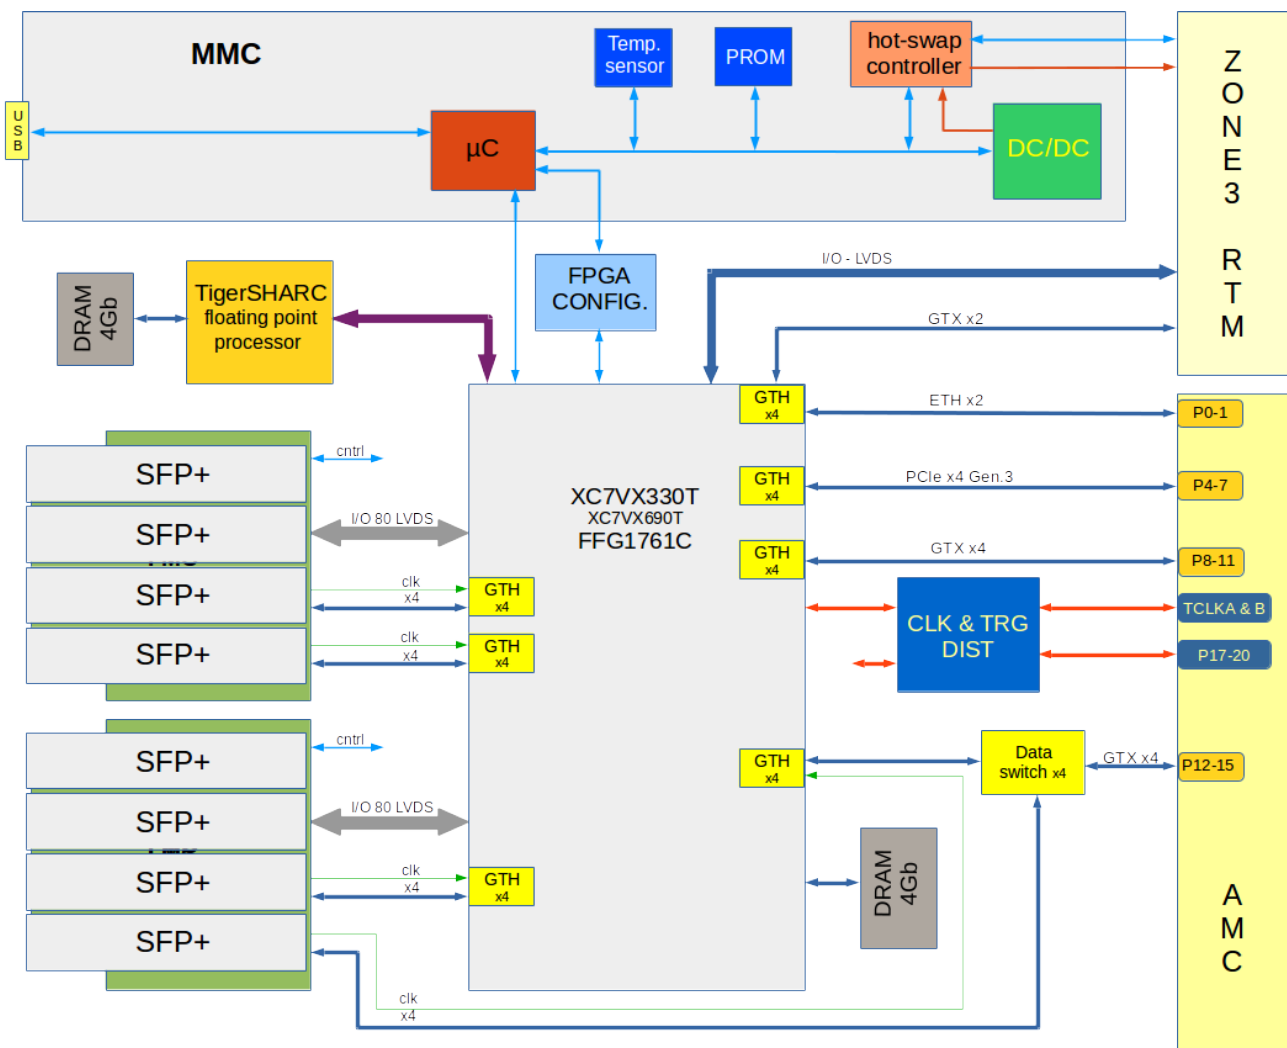 MMC
Temp.
sensor
PROM
hot-swap
controller
U
S
B
µC
DC/DC
Z
O
N
E
3
R
T
M
FPGA
CONFIG.
I/O - LVDS
GTX x2
DRAM
4Gb
TigerSHARC
floating point
processor
GTH
x4
ETH x2
P0-1
GTH
x4
PCIe x4 Gen.3
P4-7
GTH
x4
GTX x4
P8-11
XC7VX330T
XC7VX690T
FFG1761C
SFP+
cntrl
SFP+
I/O 80 LVDS
SFP+
clk
x4
GTH
x4
SFP+
clk
x4
GTH
x4
CLK & TRG
DIST
TCLKA & B
P17-20
SFP+
cntrl
SFP+
I/O 80 LVDS
SFP+
clk
x4
GTH
x4
SFP+
clk
x4
GTH
x4
Data
switch x4
GTX x4
P12-15
DRAM
4Gb
A
M
C